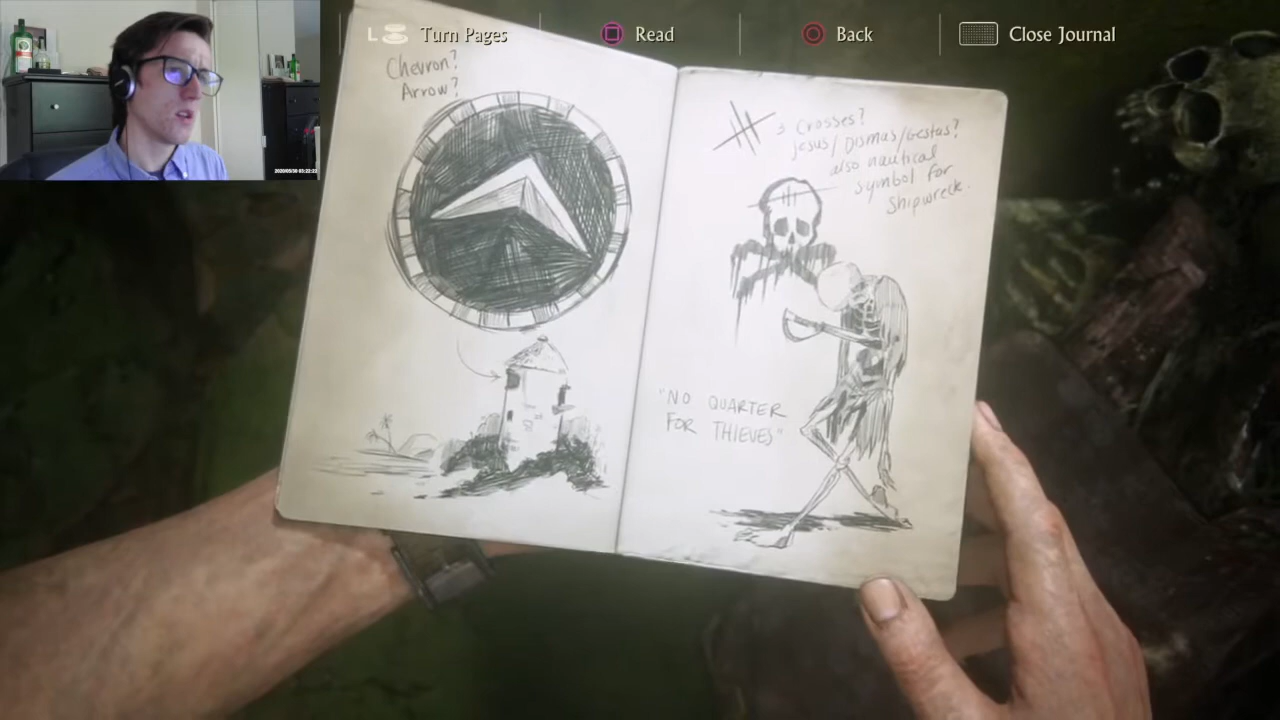 L Turn Pages
Read
Back
Close Journal
Chevron?
Arrow?
3 Crosses?
Jesus/Dismas/Gestas?
also nautical
symbol for
shipwreck.
"NO QUARTER
FOR THIEVES"